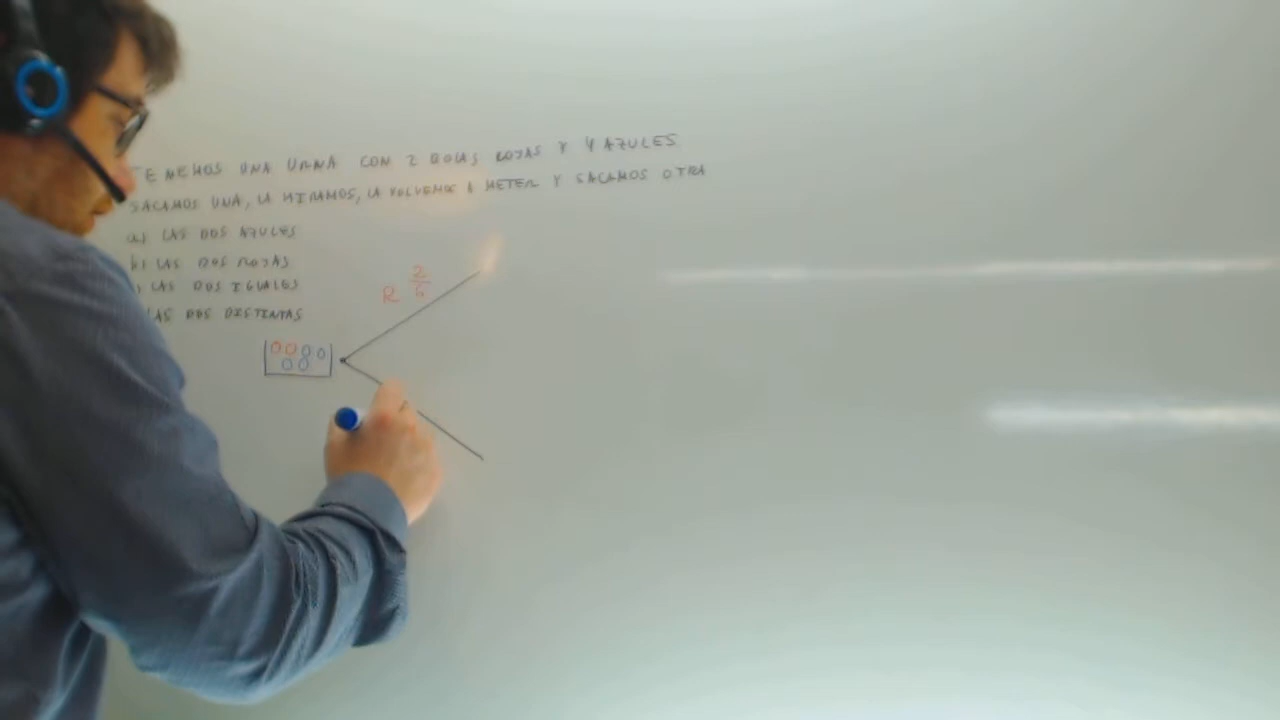 TENEMOS UNA URNA CON 2 BOLAS ROJAS Y 4 AZULES
SACAMOS UNA, LA MIRAMOS, LA VOLVEMOS A METER Y SACAMOS OTRA
a) LAS DOS AZULES
b) LAS DOS ROJAS
) LAS DOS IGUALES
LAS DOS DISTINTAS
R 2/6